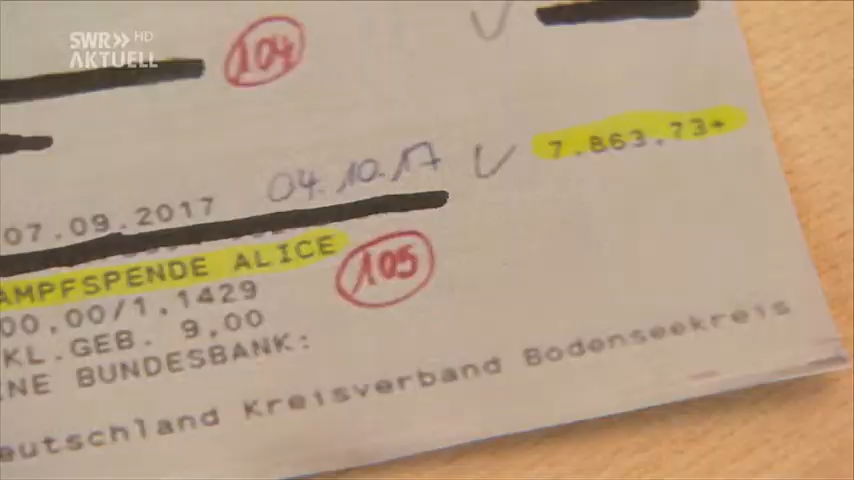 SWR>> HD
AKTUELL
104
7.863,73+
04.10.17
07.09.2017
AMPFSPENDE ALICE
105
00,00/1,1429
KL.GEB. 9,00
NE BUNDESBANK:
eutschland Kreisverband Bodenseekreis